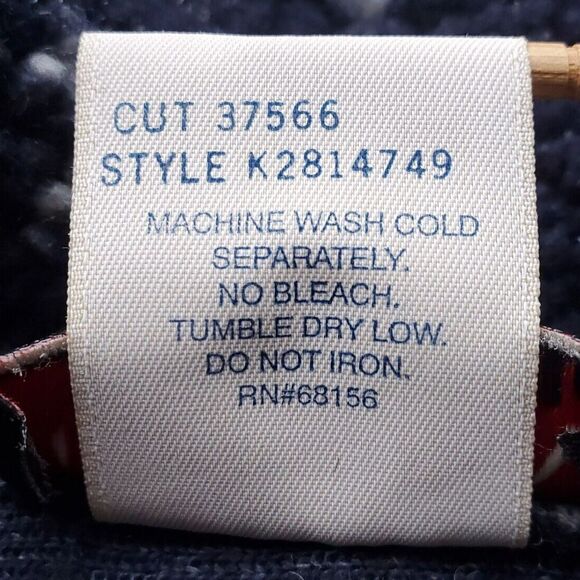 CUT 37566
STYLE K2814749
MACHINE WASH COLD
SEPARATELY.
NO BLEACH.
TUMBLE DRY LOW.
DO NOT IRON.
RN#68156